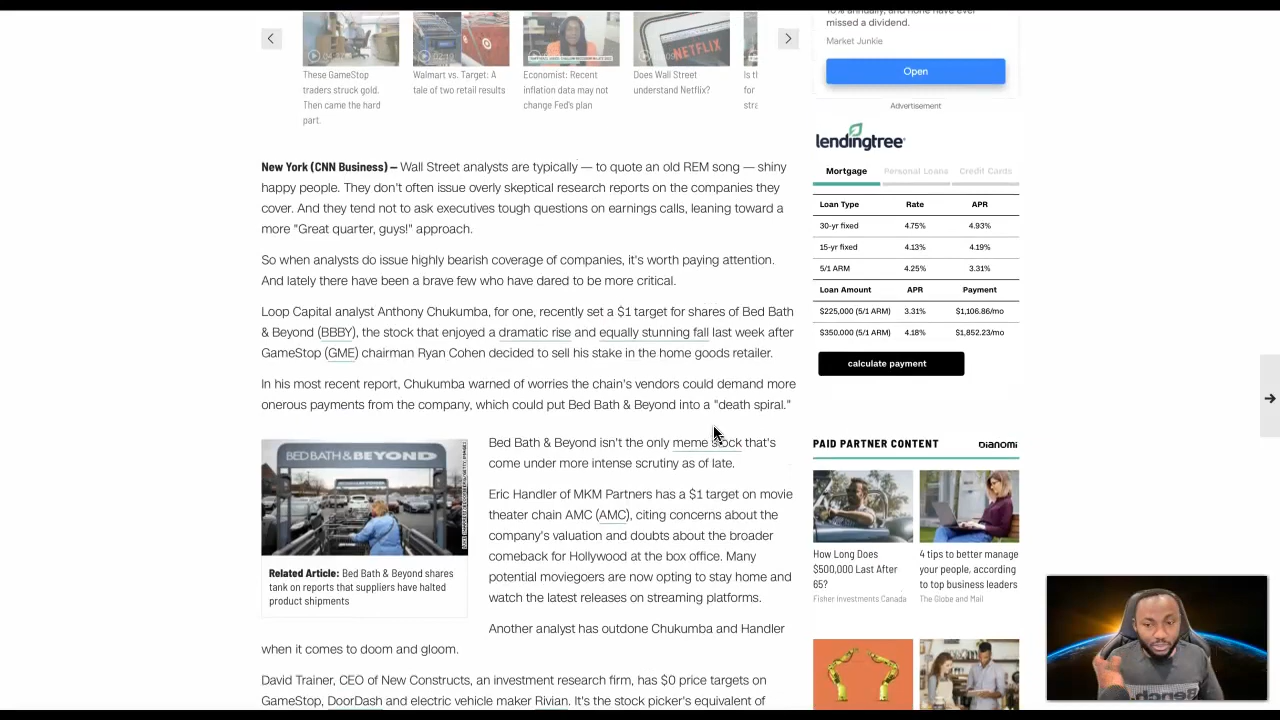 10% annually, and none have ever
missed a dividend.
Market Junkie
Open
Advertisement
These GameStop
traders struck gold.
Then came the hard
part.
Walmart vs. Target: A
tale of two retail results
Economist: Recent
inflation data may not
change Fed's plan
NETFLIX
Does Wall Street
understand Netflix?
lendingtree
Mortgage
Personal Loans
Credit Cards
Loan Type Rate APR
30-yr fixed 4.75% 4.93%
15-yr fixed 4.13% 4.19%
5/1 ARM 4.25% 3.31%
Loan Amount APR Payment
$225,000 (5/1 ARM) 3.31% $1,106.86/mo
$350,000 (5/1 ARM) 4.18% $1,852.23/mo
calculate payment
New York (CNN Business) — Wall Street analysts are typically — to quote an old REM song — shiny
happy people. They don't often issue overly skeptical research reports on the companies they
cover. And they tend not to ask executives tough questions on earnings calls, leaning toward a
more "Great quarter, guys!" approach.
So when analysts do issue highly bearish coverage of companies, it's worth paying attention.
And lately there have been a brave few who have dared to be more critical.
Loop Capital analyst Anthony Chukumba, for one, recently set a $1 target for shares of Bed Bath
& Beyond (BBBY), the stock that enjoyed a dramatic rise and equally stunning fall last week after
GameStop (GME) chairman Ryan Cohen decided to sell his stake in the home goods retailer.
In his most recent report, Chukumba warned of worries the chain's vendors could demand more
onerous payments from the company, which could put Bed Bath & Beyond into a "death spiral."
BED BATH & BEYOND
Related Article: Bed Bath & Beyond shares
tank on reports that suppliers have halted
product shipments
Bed Bath & Beyond isn't the only meme stock that's
come under more intense scrutiny as of late.
Eric Handler of MKM Partners has a $1 target on movie
theater chain AMC (AMC), citing concerns about the
company's valuation and doubts about the broader
comeback for Hollywood at the box office. Many
potential moviegoers are now opting to stay home and
watch the latest releases on streaming platforms.
Another analyst has outdone Chukumba and Handler
when it comes to doom and gloom.
David Trainer, CEO of New Constructs, an investment research firm, has $0 price targets on
GameStop, DoorDash and electric vehicle maker Rivian. It's the stock picker's equivalent of
PAID PARTNER CONTENT
DIANOMI
How Long Does
$500,000 Last After
65?
Fisher Investments Canada
4 tips to better manage
your people, according
to top business leaders
The Globe and Mail